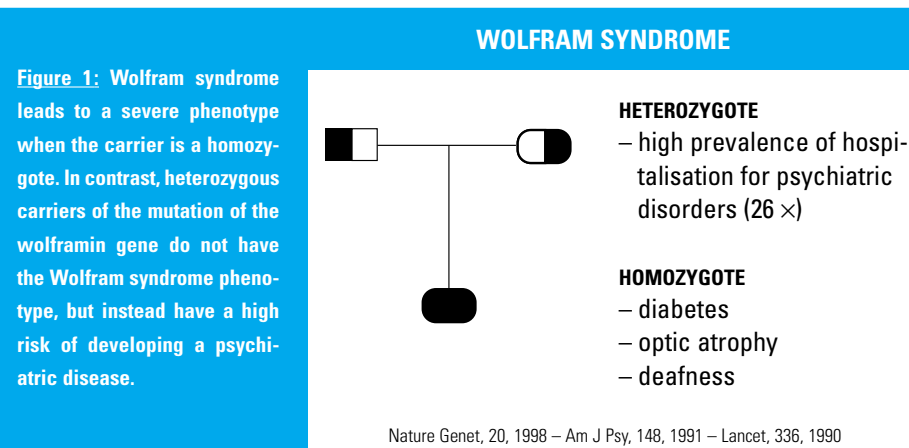 WOLFRAM SYNDROME
Figure 1: Wolfram syndrome
leads to a severe phenotype
when the carrier is a homozy-
gote. In contrast, heterozygous
carriers of the mutation of the
wolframin gene do not have
the Wolfram syndrome pheno-
type, but instead have a high
risk of developing a psychi-
atric disease.
HETEROZYGOTE
– high prevalence of hospi-
talisation for psychiatric
disorders (26 ×)
HOMOZYGOTE
– diabetes
– optic atrophy
– deafness
Nature Genet, 20, 1998 – Am J Psy, 148, 1991 – Lancet, 336, 1990